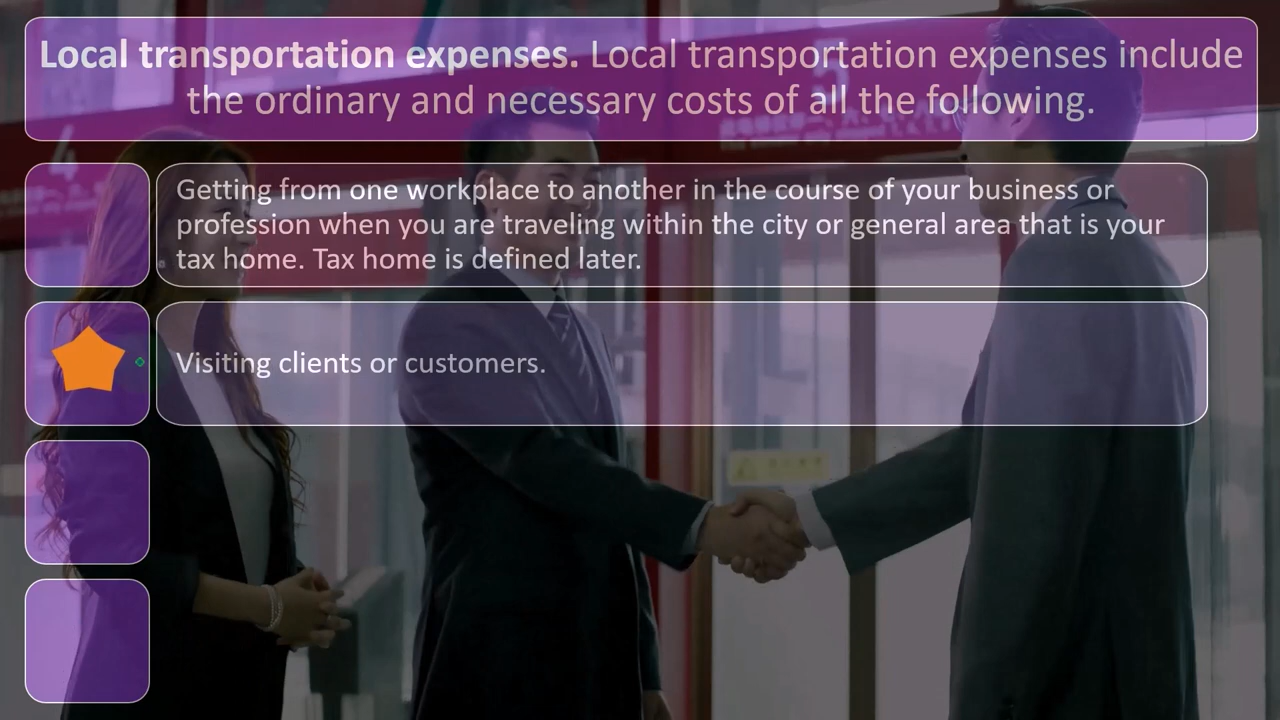 Local transportation expenses. Local transportation expenses include
the ordinary and necessary costs of all the following.
Getting from one workplace to another in the course of your business or
profession when you are traveling within the city or general area that is your
tax home. Tax home is defined later.
Visiting clients or customers.
4
5